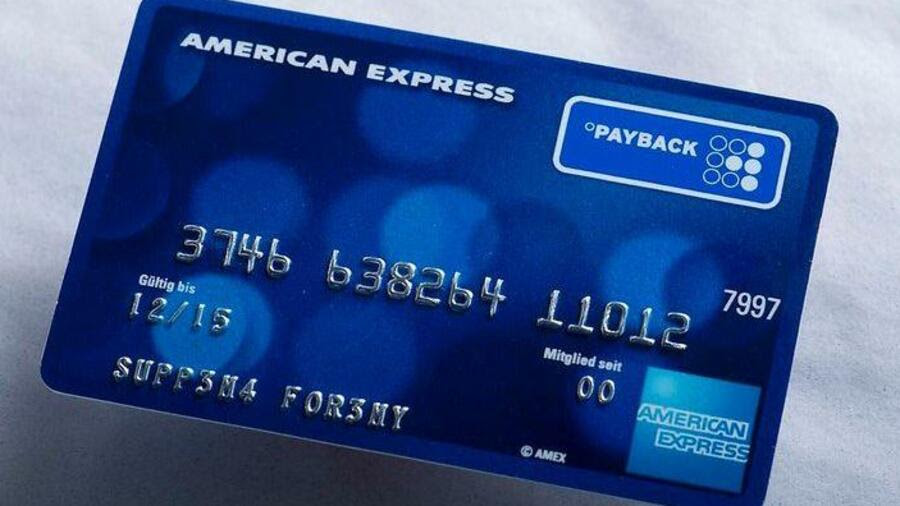 AMERICAN EXPRESS
°PAYBACK
3746 638264 11012
7997
Gültig bis
12/15
Mitglied seit
00
SUPP3M4 FOR3MY
AMERICAN
EXPRESS
© AMEX